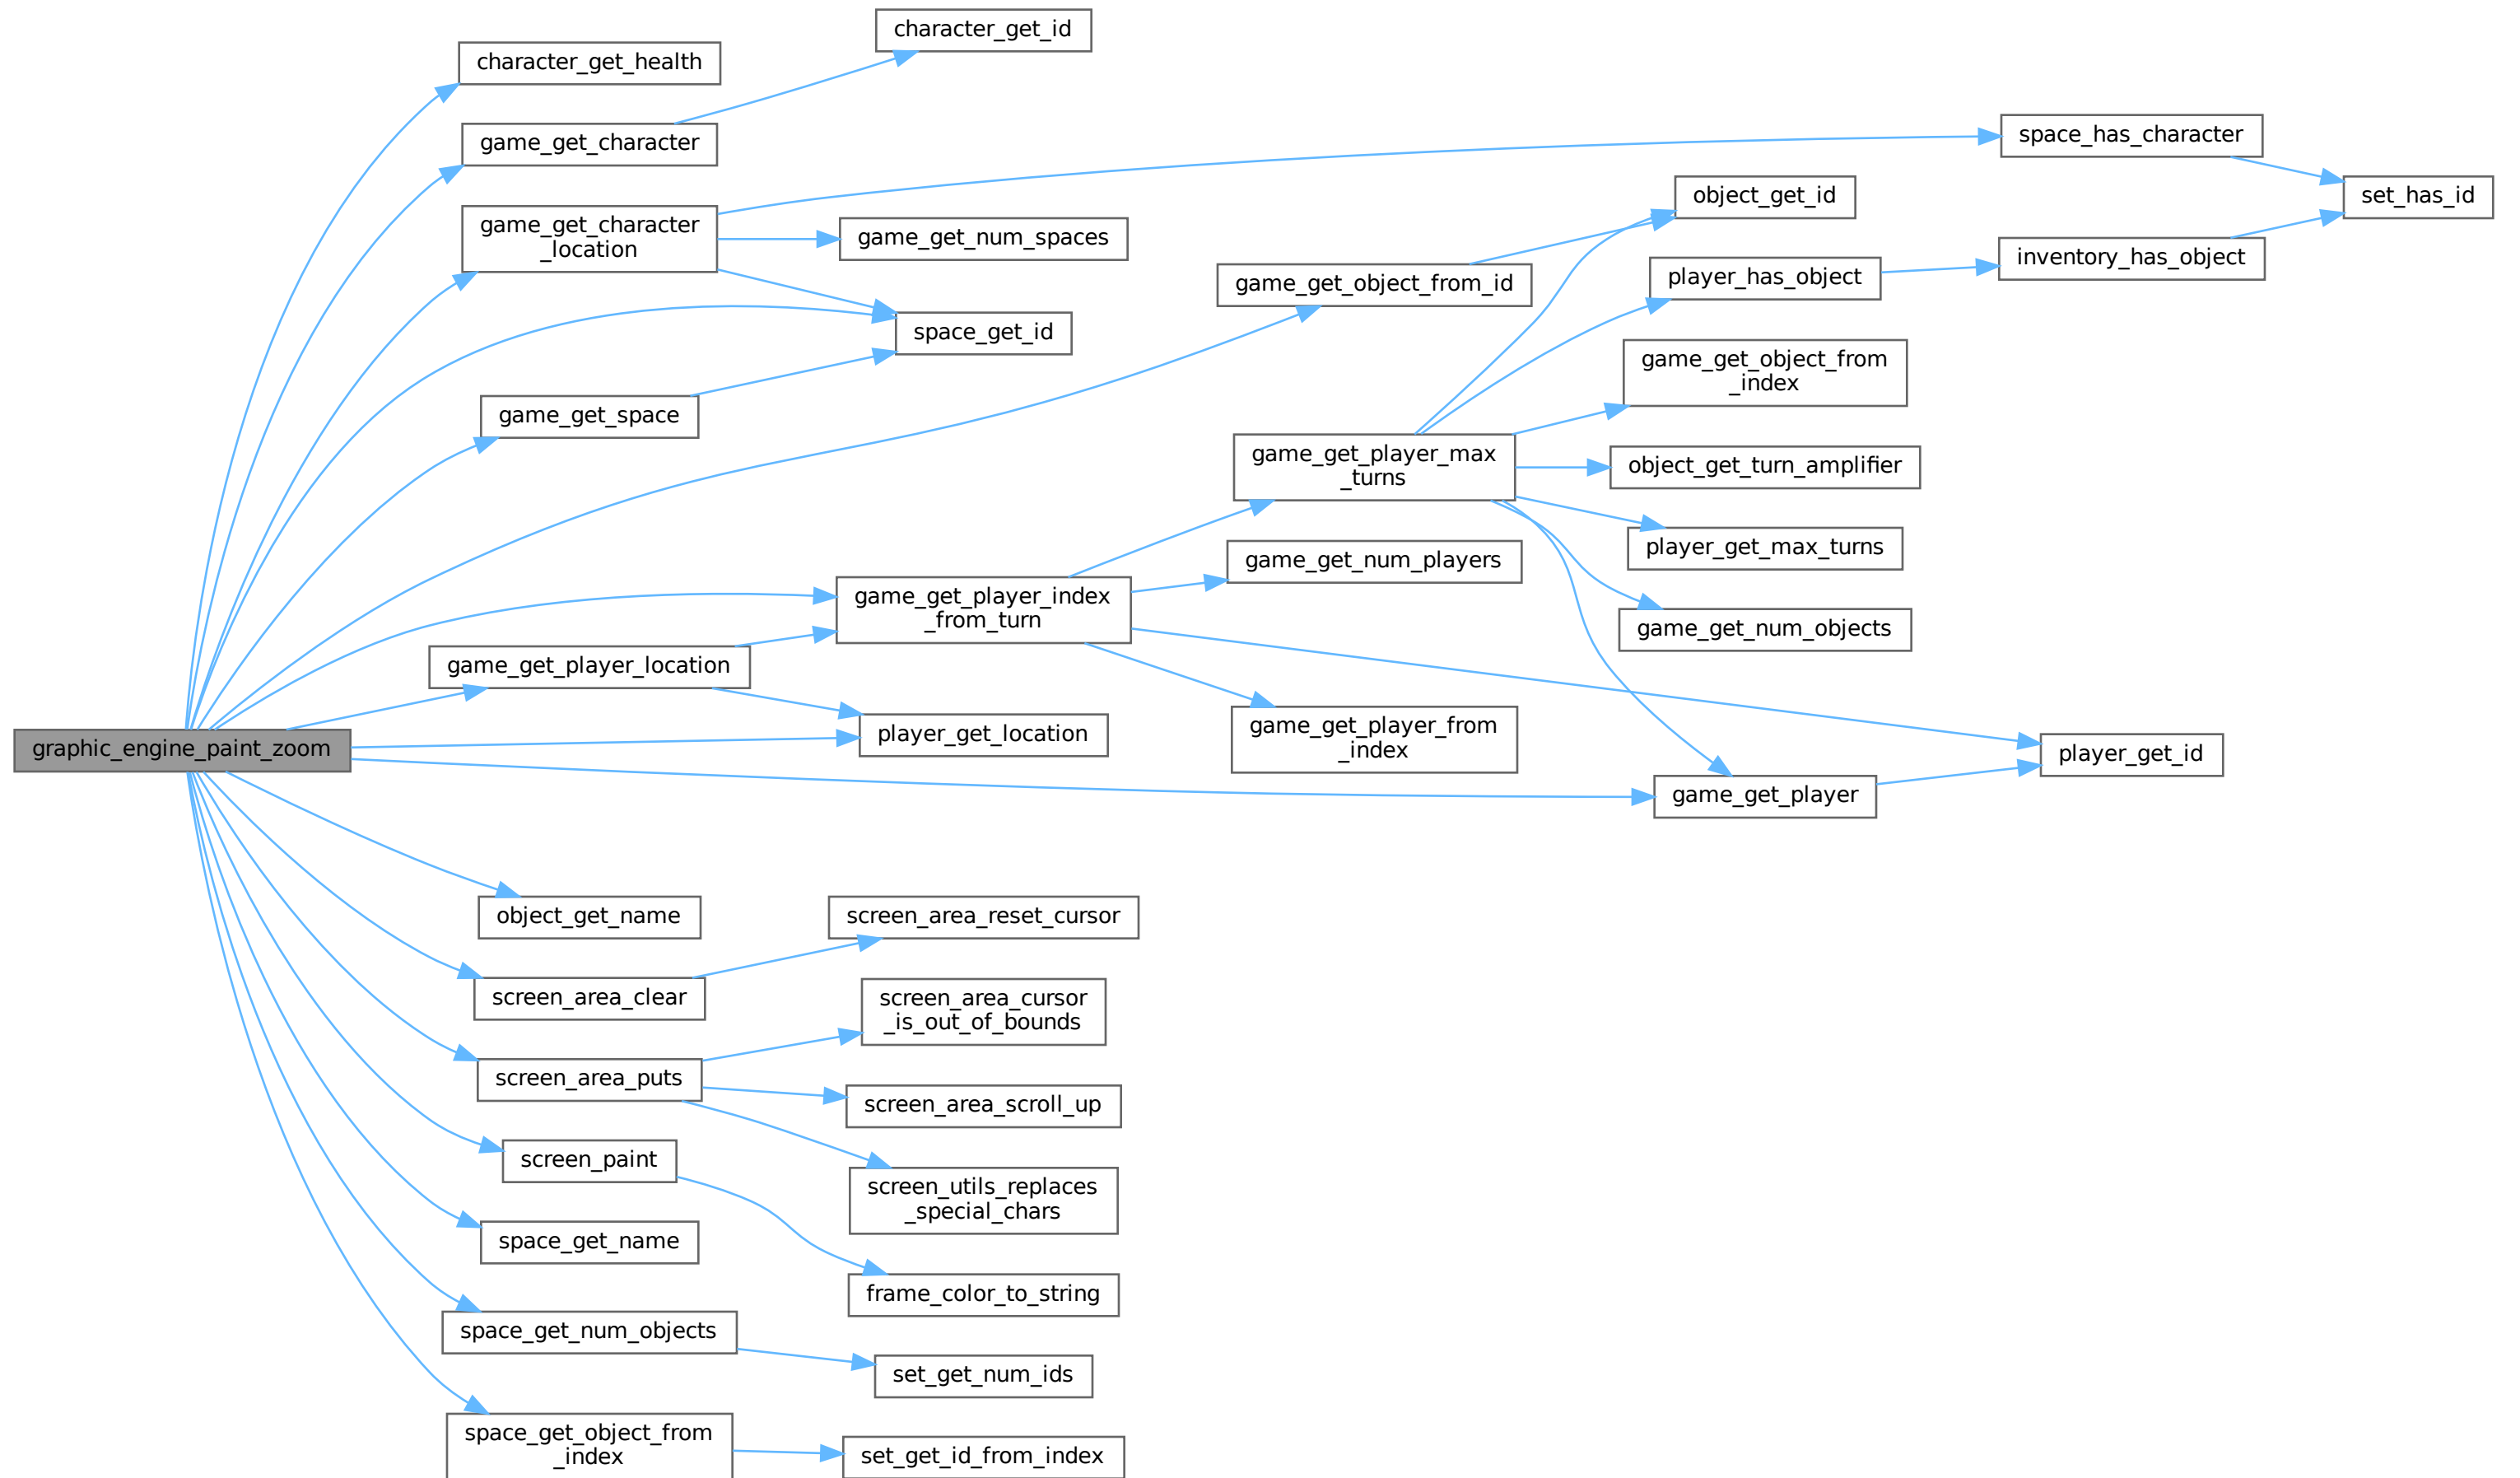 graphic_engine_paint_zoom
character_get_health
game_get_character
game_get_character
_location
game_get_space
game_get_player_location
object_get_name
screen_area_clear
screen_area_puts
screen_paint
space_get_name
space_get_num_objects
space_get_object_from
_index
character_get_id
game_get_num_spaces
space_get_id
game_get_player_index
_from_turn
player_get_location
screen_area_reset_cursor
screen_area_cursor
_is_out_of_bounds
screen_area_scroll_up
screen_utils_replaces
_special_chars
frame_color_to_string
set_get_num_ids
set_get_id_from_index
game_get_object_from_id
game_get_player_max
_turns
game_get_num_players
game_get_player_from
_index
object_get_id
player_has_object
game_get_object_from
_index
object_get_turn_amplifier
player_get_max_turns
game_get_num_objects
game_get_player
space_has_character
inventory_has_object
player_get_id
set_has_id